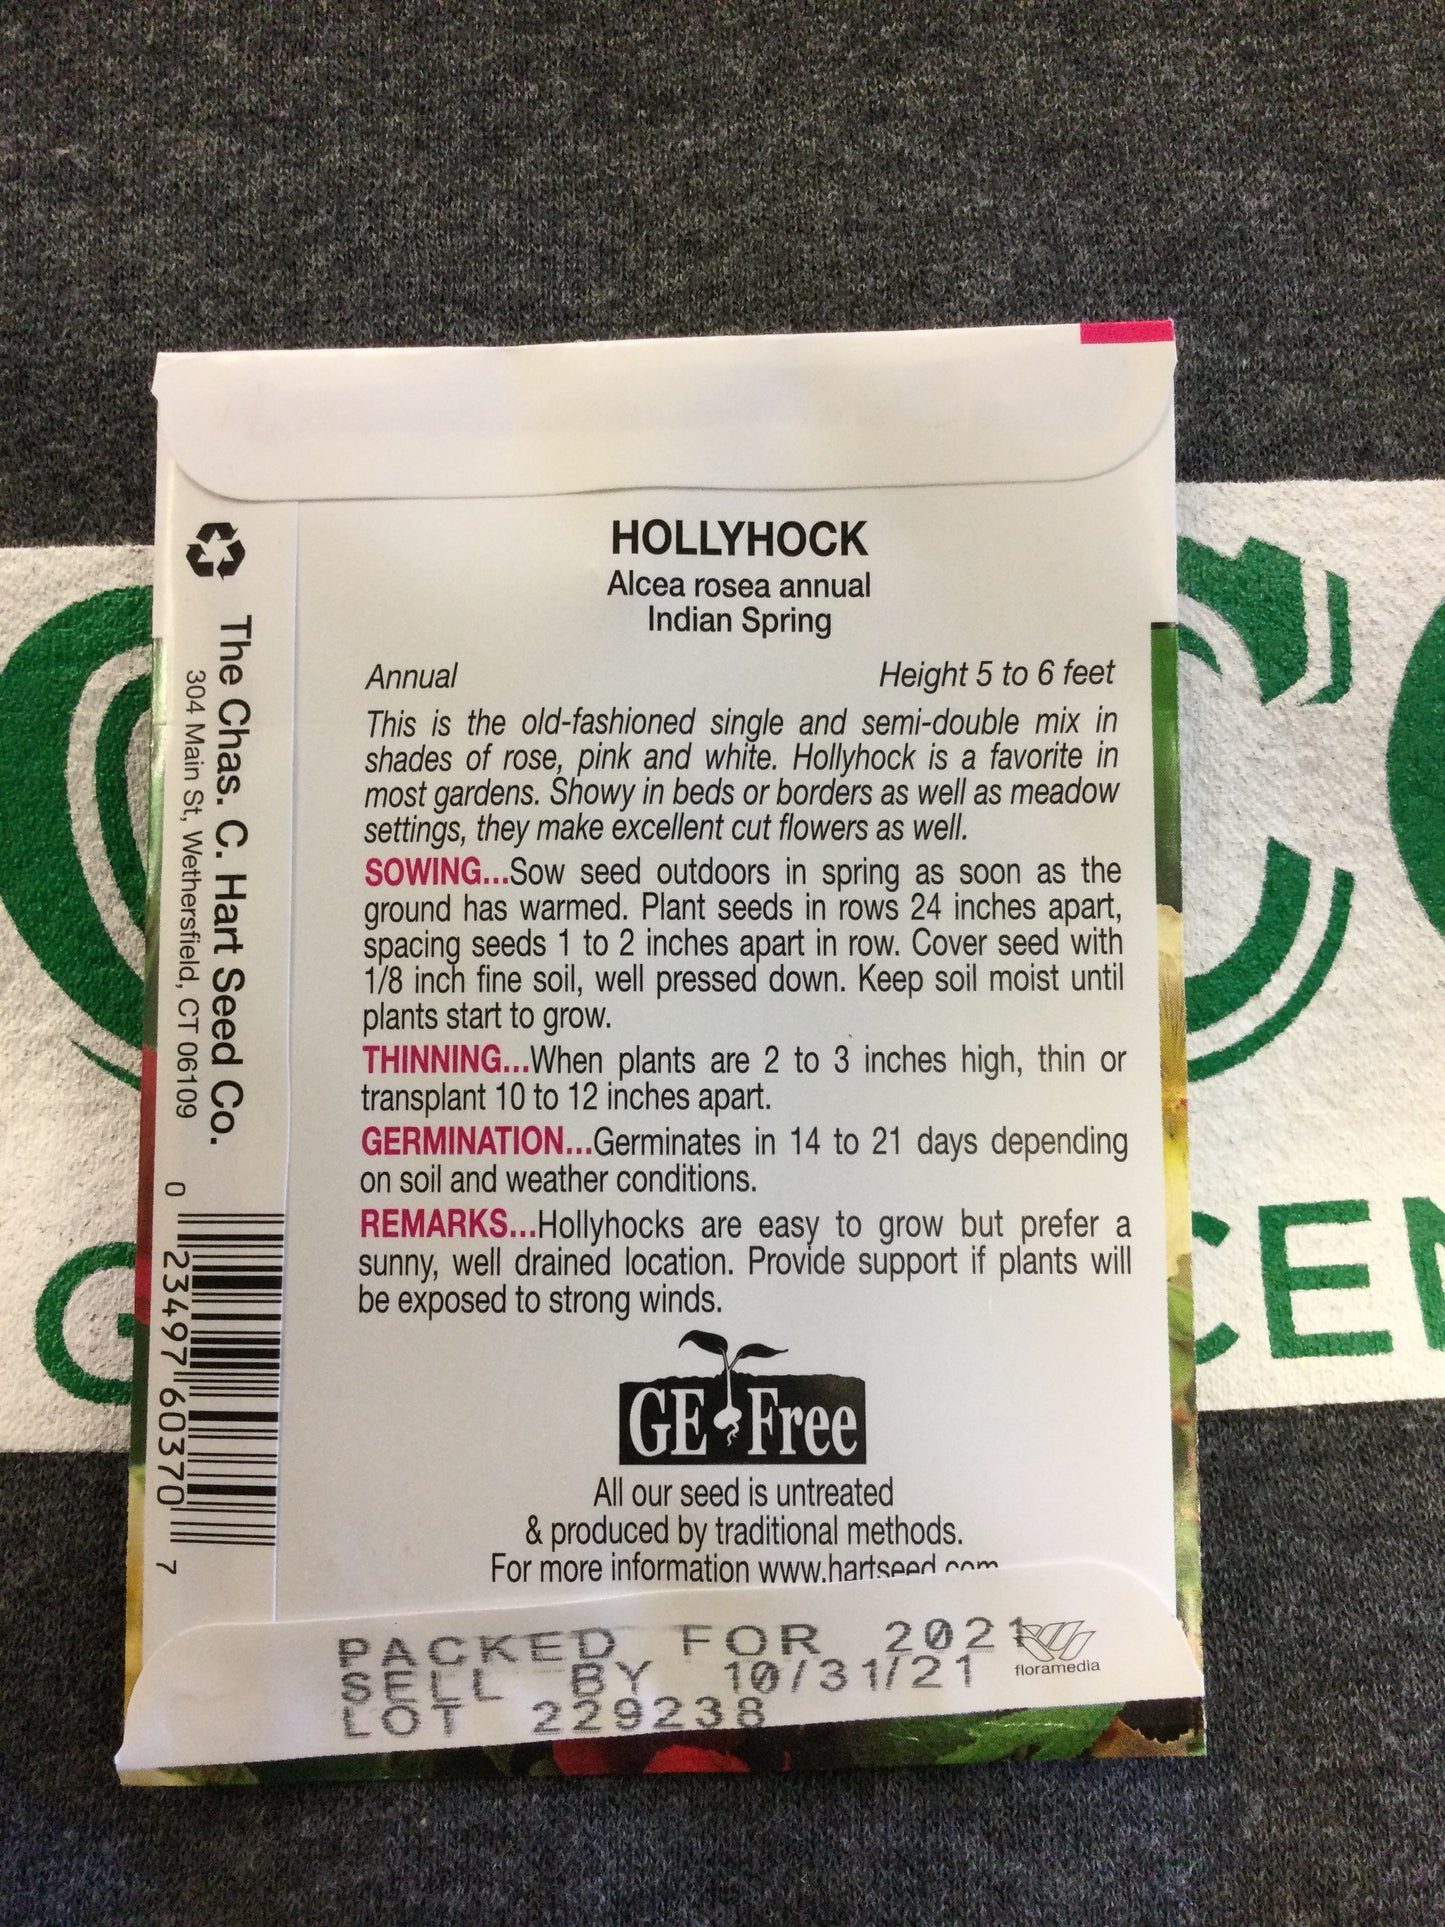 HOLLYHOCK
Alcea rosea annual
Indian Spring
Annual Height 5 to 6 feet
This is the old-fashioned single and semi-double mix in
shades of rose, pink and white. Hollyhock is a favorite in
most gardens. Showy in beds or borders as well as meadow
settings, they make excellent cut flowers as well.
SOWING...Sow seed outdoors in spring as soon as the
ground has warmed. Plant seeds in rows 24 inches apart,
spacing seeds 1 to 2 inches apart in row. Cover seed with
1/8 inch fine soil, well pressed down. Keep soil moist until
plants start to grow.
THINNING...When plants are 2 to 3 inches high, thin or
transplant 10 to 12 inches apart.
GERMINATION...Germinates in 14 to 21 days depending
on soil and weather conditions.
REMARKS...Hollyhocks are easy to grow but prefer a
sunny, well drained location. Provide support if plants will
be exposed to strong winds.
GE Free
All our seed is untreated
& produced by traditional methods.
For more information www.hartseed.com
PACKED FOR 2021
SELL BY 10/31/21
LOT 229238
floramedia
The Chas. C. Hart Seed Co.
304 Main St, Wethersfield, CT 06109
0 23497 60370 7
G
CEN